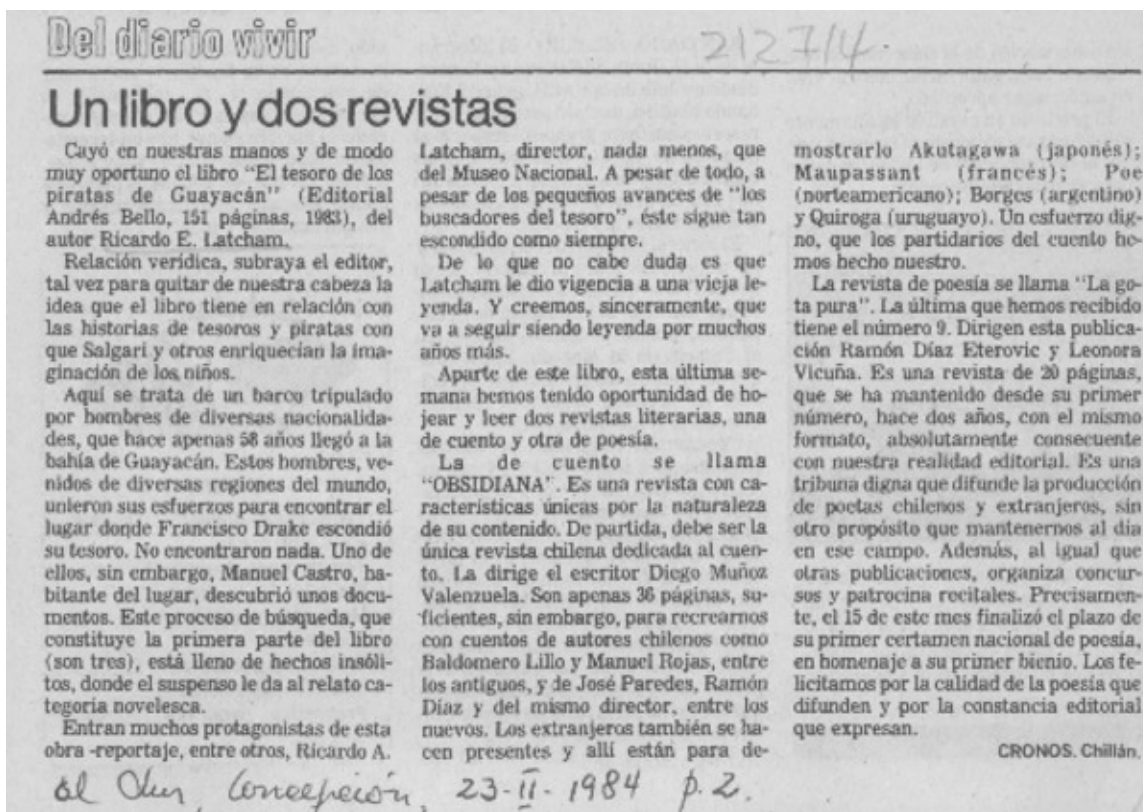 Del diario vivir
212714.
Un libro y dos revistas
Cayó en nuestras manos y de modo
muy oportuno el libro "El tesoro de los
piratas de Guayacán" (Editorial
Andrés Bello, 151 páginas, 1983), del
autor Ricardo E. Latcham.
Relación verídica, subraya el editor,
tal vez para quitar de nuestra cabeza la
idea que el libro tiene en relación con
las historias de tesoros y piratas con
que Salgari y otros enriquecían la ima-
ginación de los niños.
Aquí se trata de un barco tripulado
por hombres de diversas nacionalida-
des, que hace apenas 58 años llegó a la
bahía de Guayacán. Estos hombres, ve-
nidos de diversas regiones del mundo,
unieron sus esfuerzos para encontrar el
lugar donde Francisco Drake escondió
su tesoro. No encontraron nada. Uno de
ellos, sin embargo, Manuel Castro, ha-
bitante del lugar, descubrió unos docu-
mentos. Este proceso de búsqueda, que
constituye la primera parte del libro
(son tres), está lleno de hechos insóli-
tos, donde el suspenso le da al relato ca-
tegoría novelesca.
Entran muchos protagonistas de esta
obra -reportaje, entre otros, Ricardo A.
Latcham, director, nada menos, que
del Museo Nacional. A pesar de todo, a
pesar de los pequeños avances de "los
buscadores del tesoro", éste sigue tan
escondido como siempre.
De lo que no cabe duda es que
Latcham le dio vigencia a una vieja le-
yenda. Y creemos, sinceramente, que
va a seguir siendo leyenda por muchos
años más.
Aparte de este libro, esta última se-
mana hemos tenido oportunidad de ho-
jear y leer dos revistas literarias, una
de cuento y otra de poesía.
La de cuento se llama
"OBSIDIANA". Es una revista con ca-
racterísticas únicas por la naturaleza
de su contenido. De partida, debe ser la
única revista chilena dedicada al cuen-
to. La dirige el escritor Diego Muñoz
Valenzuela. Son apenas 36 páginas, su-
ficientes, sin embargo, para recrearnos
con cuentos de autores chilenos como
Baldomero Lillo y Manuel Rojas, entre
los antiguos, y de José Paredes, Ramón
Díaz y del mismo director, entre los
nuevos. Los extranjeros también se ha-
cen presentes y allí están para de-
mostrarlo Akutagawa (japonés);
Maupassant (francés); Poe
(norteamericano); Borges (argentino)
y Quiroga (uruguayo). Un esfuerzo dig-
no, que los partidarios del cuento he-
mos hecho nuestro.
La revista de poesía se llama "La go-
ta pura". La última que hemos recibido
tiene el número 9. Dirigen esta publica-
ción Ramón Díaz Eterovic y Leonora
Vicuña. Es una revista de 20 páginas,
que se ha mantenido desde su primer
número, hace dos años, con el mismo
formato, absolutamente consecuente
con nuestra realidad editorial. Es una
tribuna digna que difunde la producción
de poetas chilenos y extranjeros, sin
otro propósito que mantenernos al día
en ese campo. Además, al igual que
otras publicaciones, organiza concur-
sos y patrocina recitales. Precisamen-
te, el 15 de este mes finalizó el plazo de
su primer certamen nacional de poesía,
en homenaje a su primer bienio. Los fe-
licitamos por la calidad de la poesía que
difunden y por la constancia editorial
que expresan.
CRONOS. Chillán.
Concepción, 23-II-1984 p. 2.